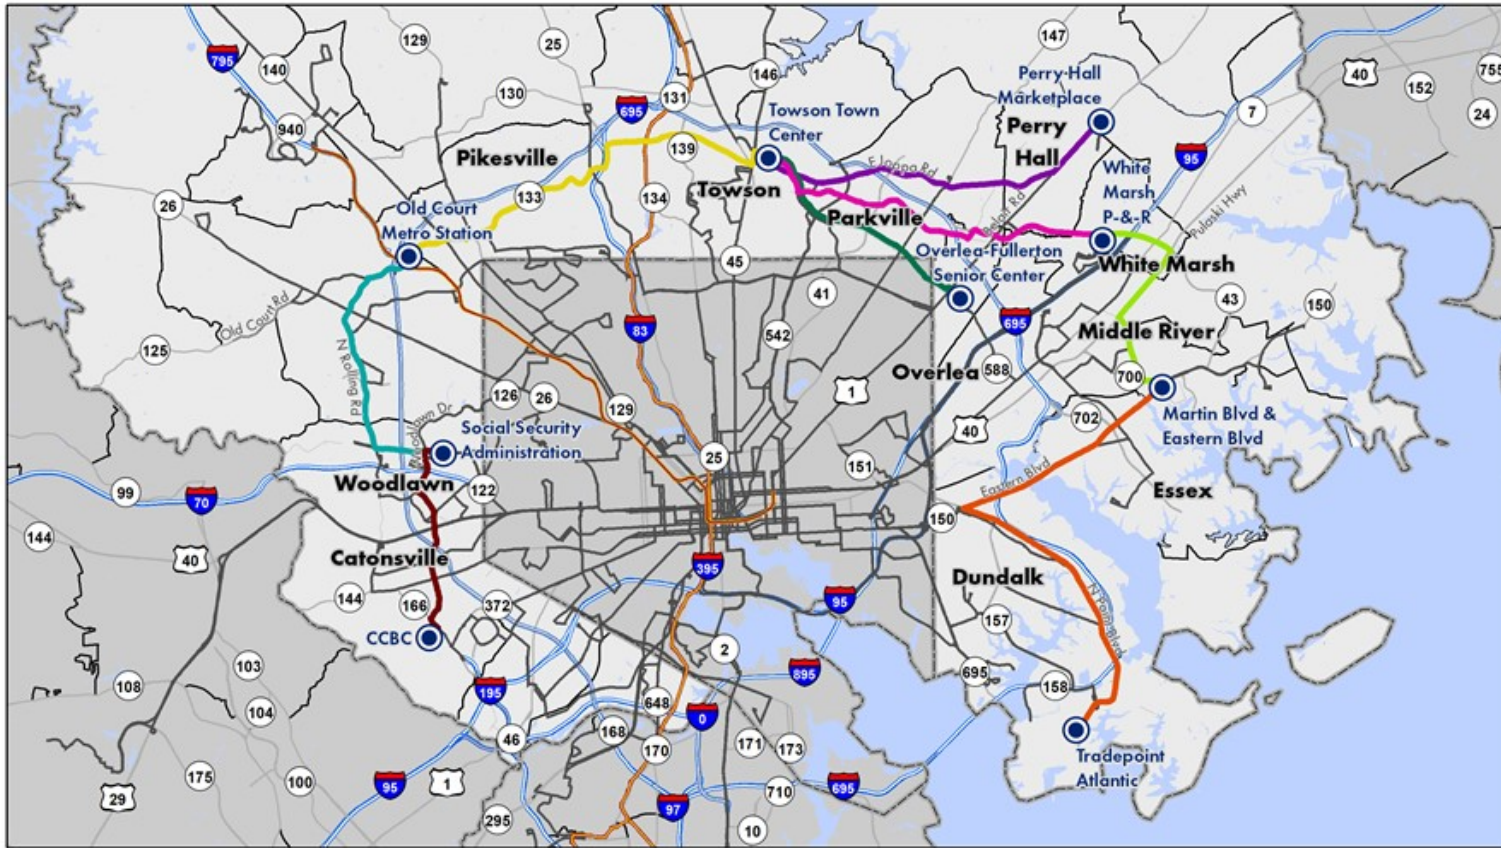 795
140
129
25
147
40
152
755
24
146
Perry Hall
Marketplace
130
131
695
Towson Town
Center
7
940
Perry
Hall
95
139
Pikesville
E Joppa Rd
White
Marsh
P-&-R
Pulaski Hwy
133
134
Towson
26
Old Court
Metro Station
Parkville
Belair Rd
Overlea-Fullerton
Senior Center
45
White Marsh
41
43
150
Old Court Rd
83
695
542
Middle River
125
N Rolling Rd
Overlea
588
700
126
26
129
1
Martin Blvd &
Eastern Blvd
702
40
Woodlawn Dr
Social Security
Administration
25
151
Eastern Blvd
99
70
Woodlawn
122
Essex
150
144
40
Catonsville
395
Dundalk
N Point Blvd
144
166
372
95
157
CCBC
2
103
108
195
895
695
158
104
648
0
46
168
170
171
173
Tradepoint
Atlantic
175
100
95
1
29
710
695
97
295
10